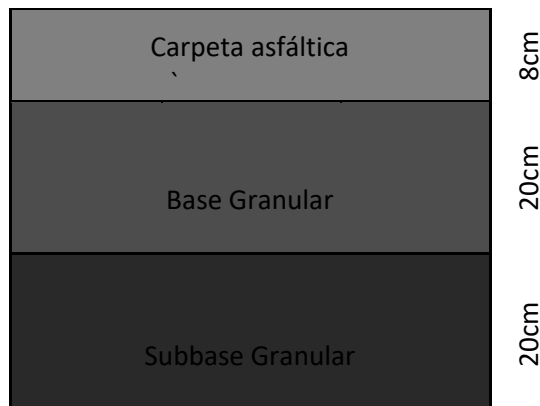 Carpeta asfáltica
8cm
Base Granular
20cm
Subbase Granular
20cm